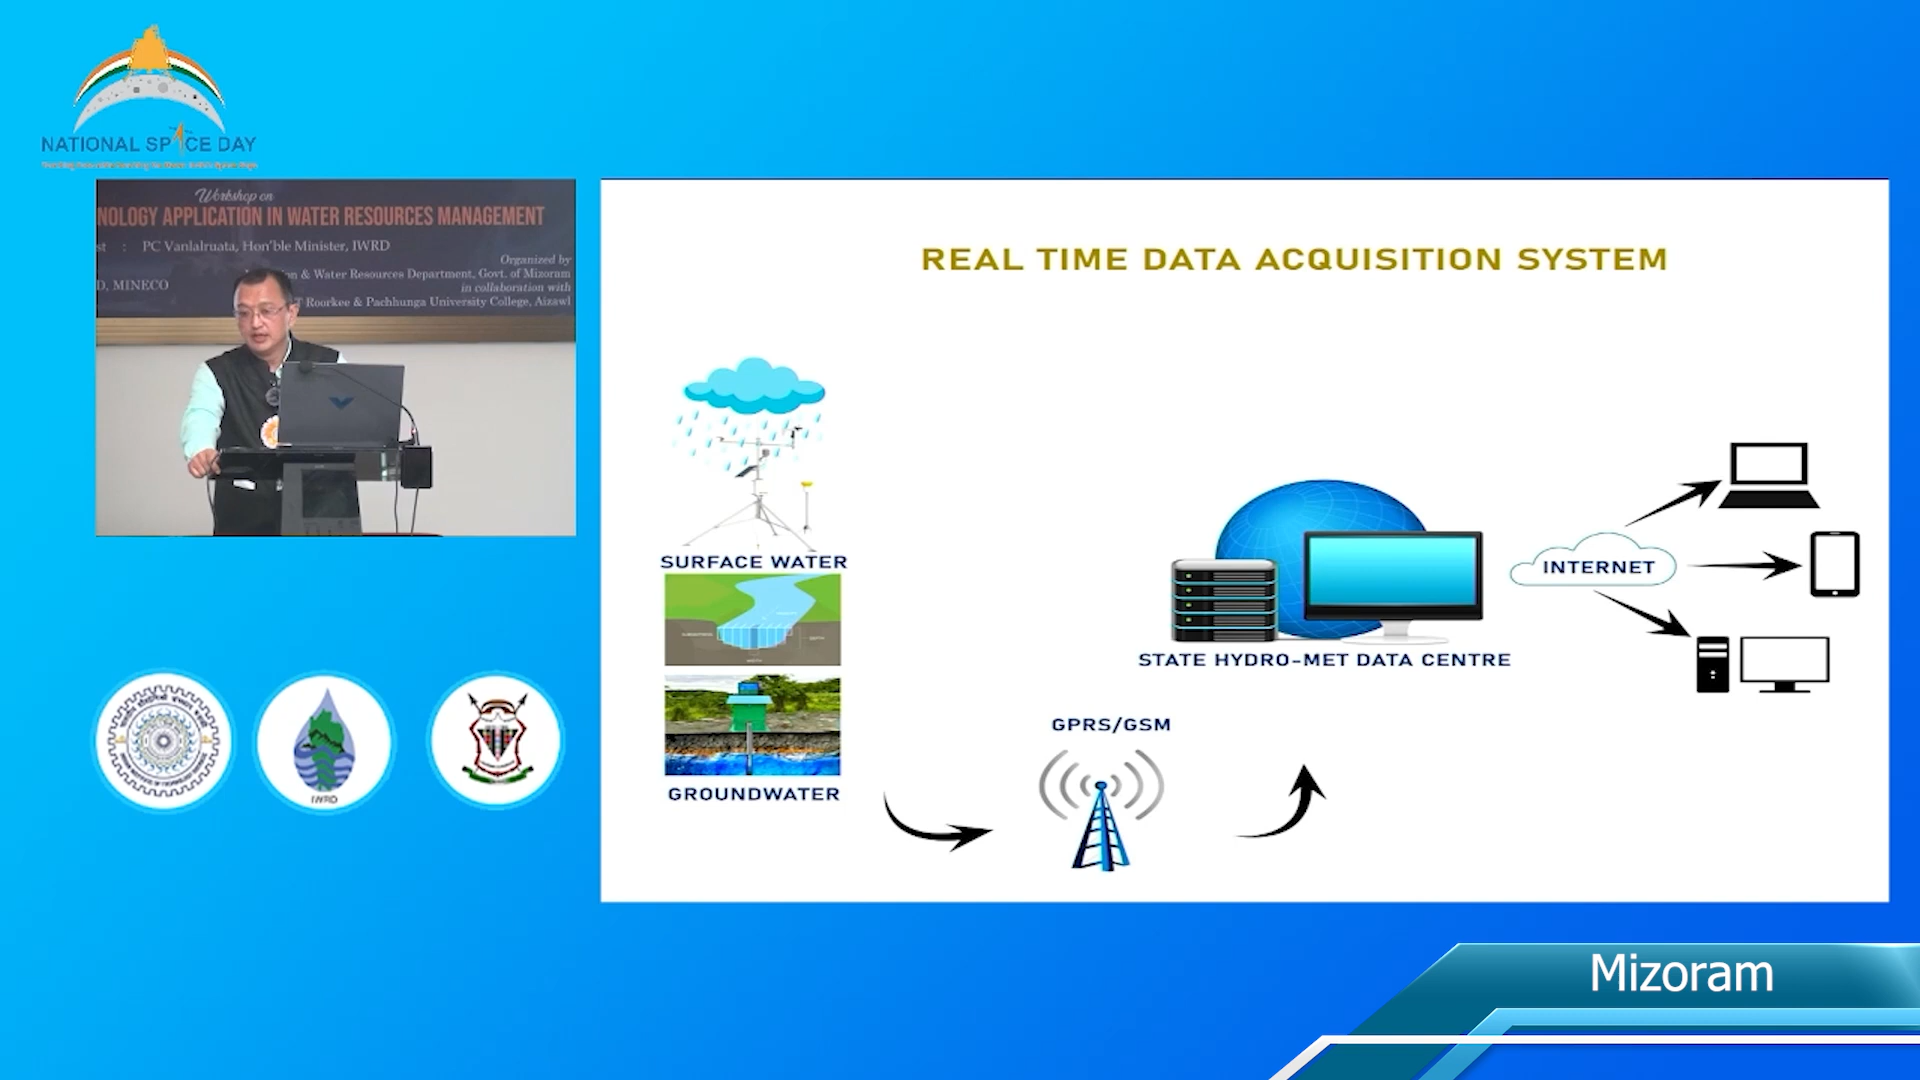 NATIONAL SPACE DAY
Workshop on
NOLOGY APPLICATION IN WATER RESOURCES MANAGEMENT
st : PC Vanlalruata, Hon'ble Minister, IWRD
Organized by
on & Water Resources Department, Govt. of Mizoram
D, MINECO
in collaboration with
T Roorkee & Pachhunga University College, Aizawl
REAL TIME DATA ACQUISITION SYSTEM
SURFACE WATER
GROUNDWATER
GPRS/GSM
STATE HYDRO-MET DATA CENTRE
INTERNET
IWRD
Mizoram